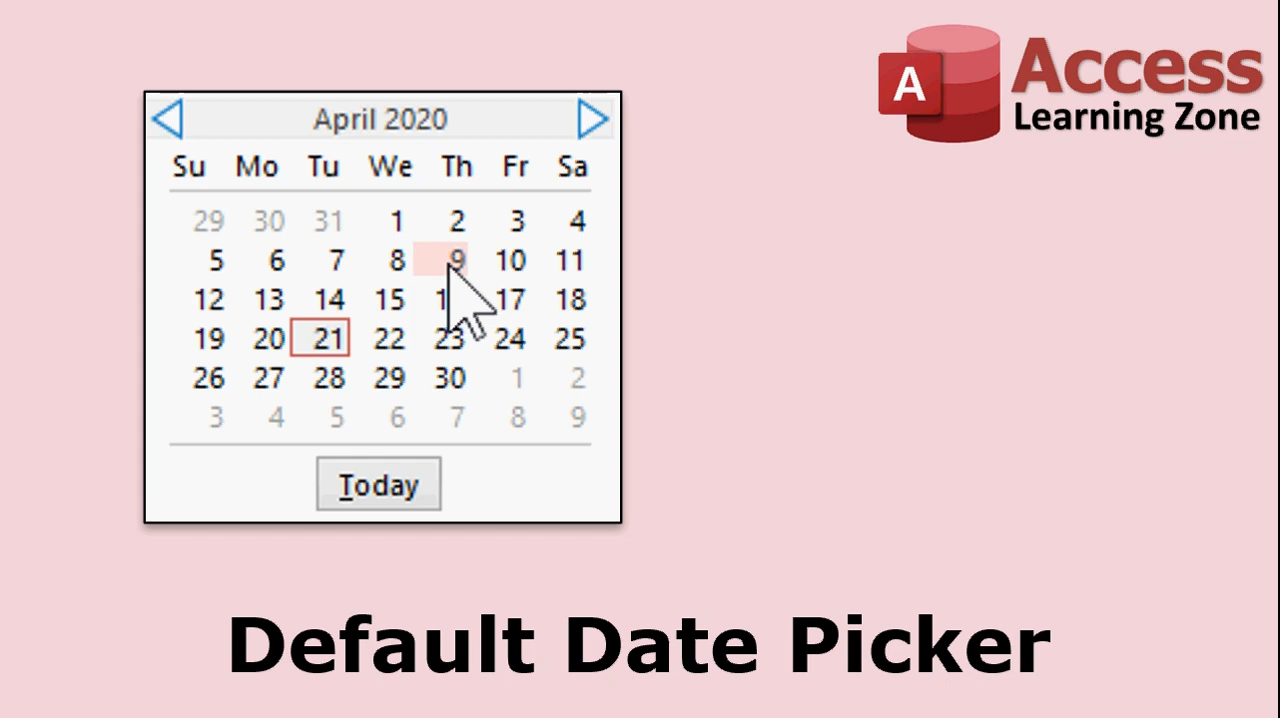 A Access
Learning Zone
April 2020
Su Mo Tu We Th Fr Sa
29 30 31 1 2 3 4
5 6 7 8 9 10 11
12 13 14 15 17 18
19 20 21 22 23 24 25
26 27 28 29 30 1 2
3 4 5 6 7 8 9
Today
Default Date Picker